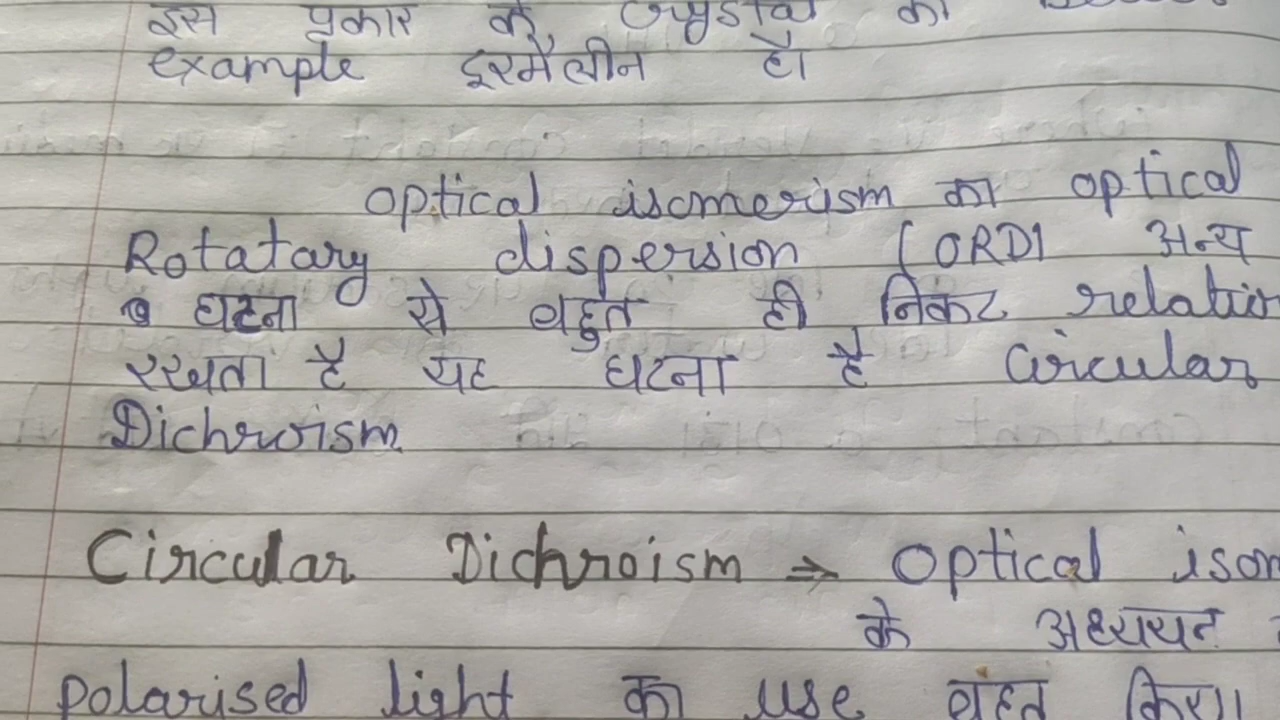 इस प्रकार के crystal का
example टूरमैलीन है।
optical isomerism का optical
Rotatary dispersion (ORD) अन्य
घटना से बहुत ही निकट relation
रखता है यह घटना है circular
Dichroism
Circular Dichroism ⇒ optical isom
के अध्ययन
polarised light का use बहुत किया